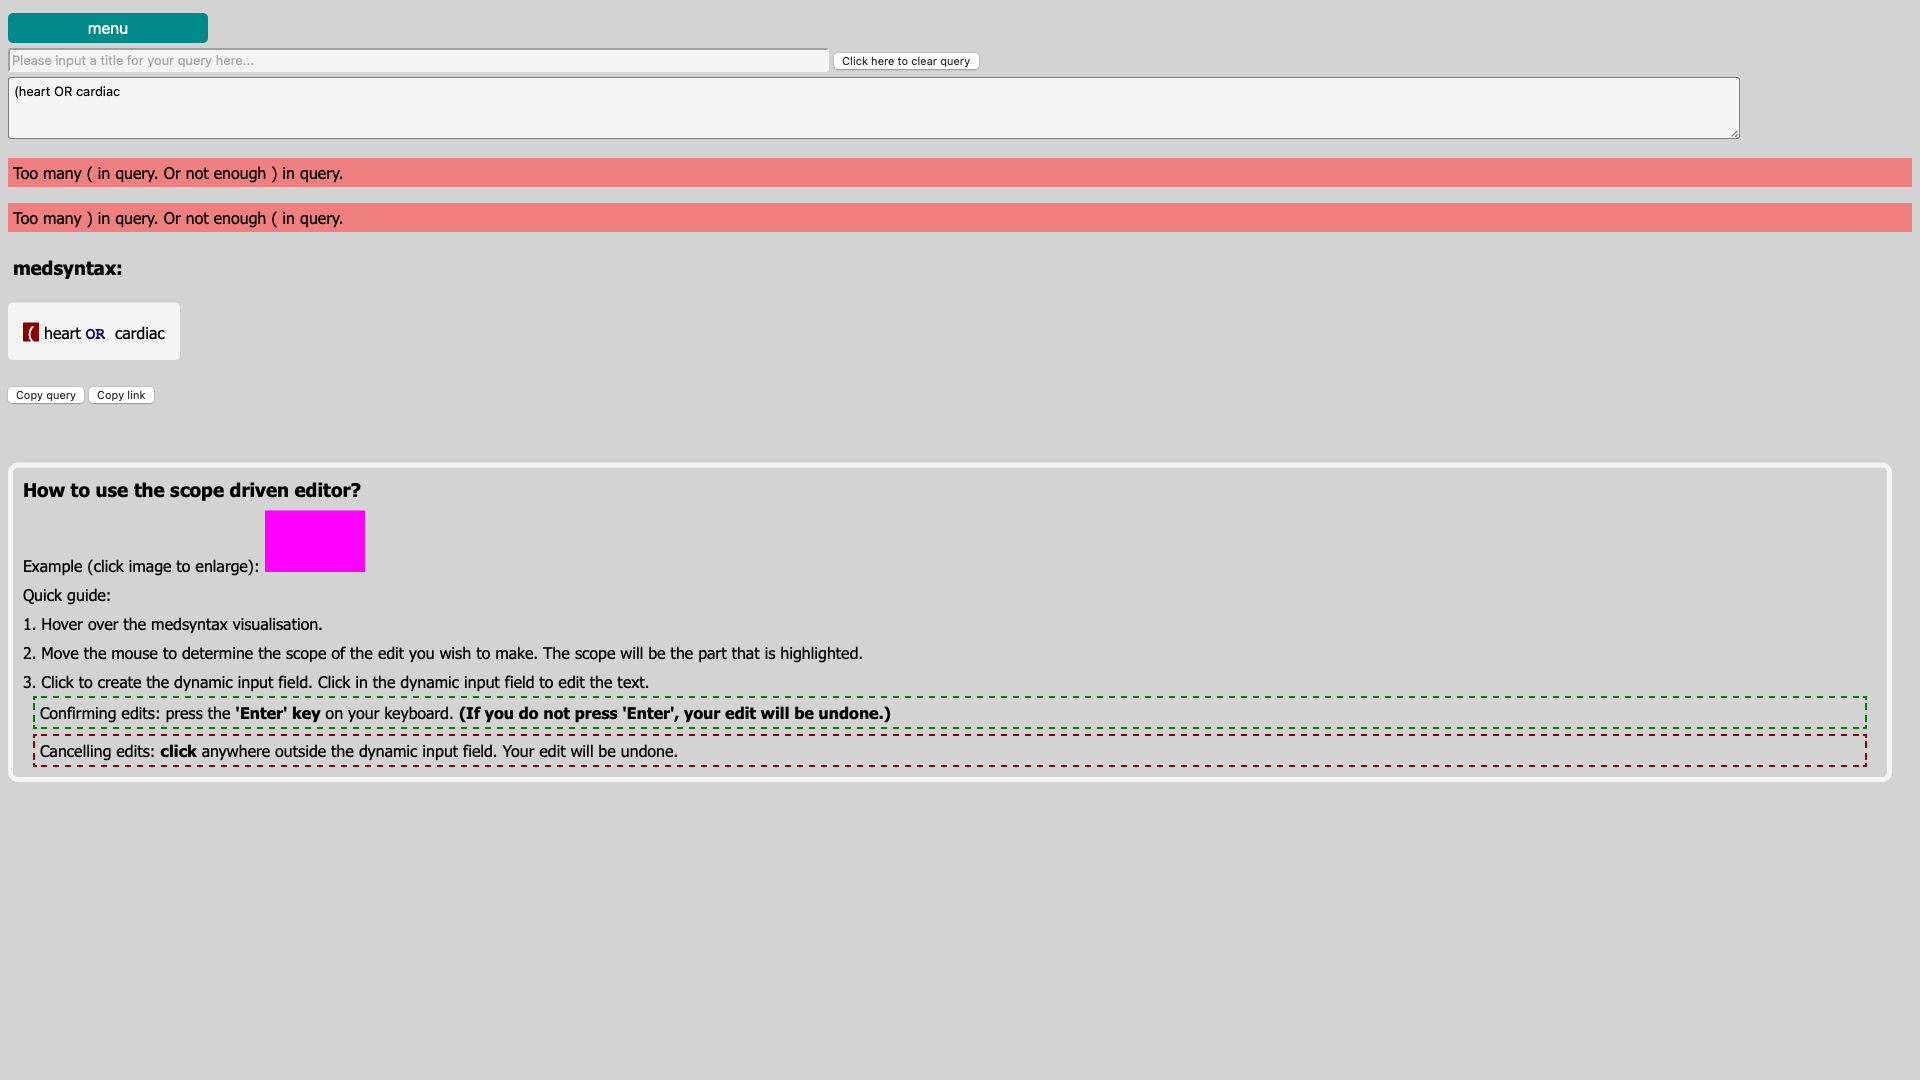 menu
Please input a title for your query here...
Click here to clear query
(heart OR cardiac
Too many ( in query. Or not enough ) in query.
Too many ) in query. Or not enough ( in query.
medsyntax:
( heart OR cardiac
Copy query
Copy link
How to use the scope driven editor?
Example (click image to enlarge):
Quick guide:
1. Hover over the medsyntax visualisation.
2. Move the mouse to determine the scope of the edit you wish to make. The scope will be the part that is highlighted.
3. Click to create the dynamic input field. Click in the dynamic input field to edit the text.
Confirming edits: press the 'Enter' key on your keyboard. (If you do not press 'Enter', your edit will be undone.)
Cancelling edits: click anywhere outside the dynamic input field. Your edit will be undone.